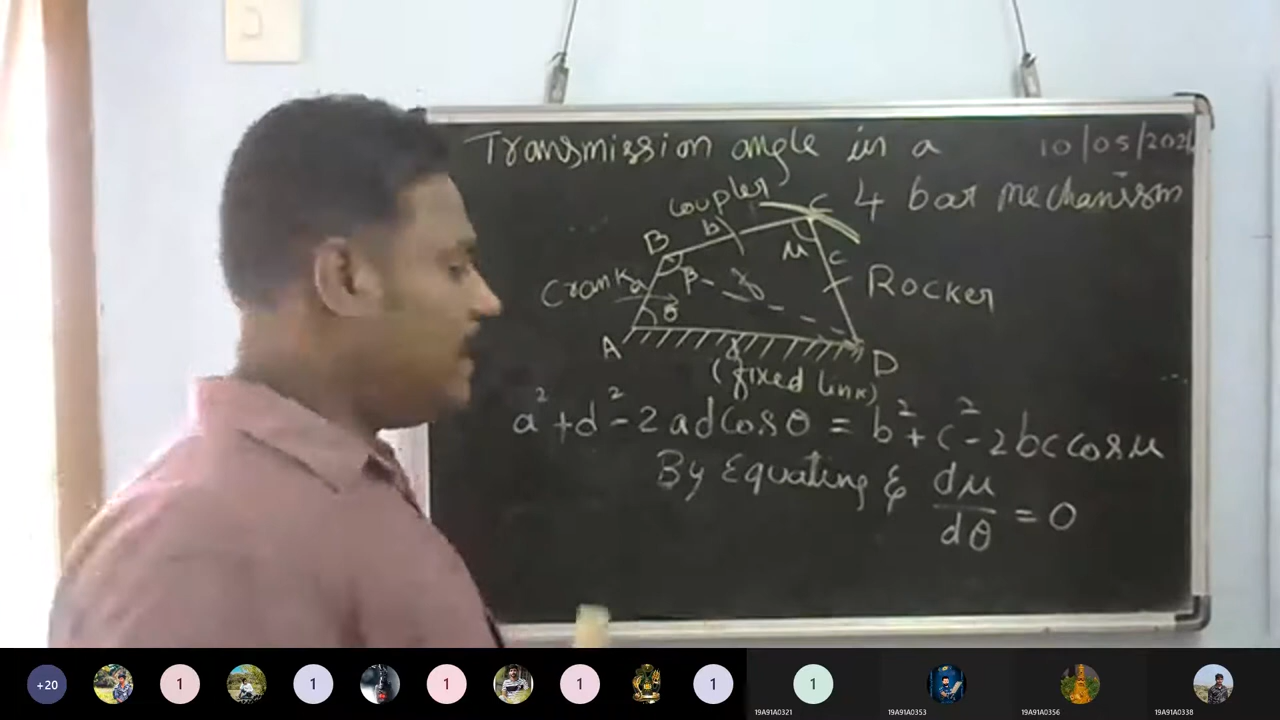 Transmission angle in a 10/05/2021
4 bar mechanism
Coupler
C
B
b
μ
c
Crank
a
β
Rocker
θ
A
D
(fixed link)
a²+d²-2adCosθ = b²+c²-2bccosμ
By Equating & dμ/dθ = 0
+20
1
1
1
1
1
1
1
19A91A0321
19A91A0353
19A91A0356
19A91A0338